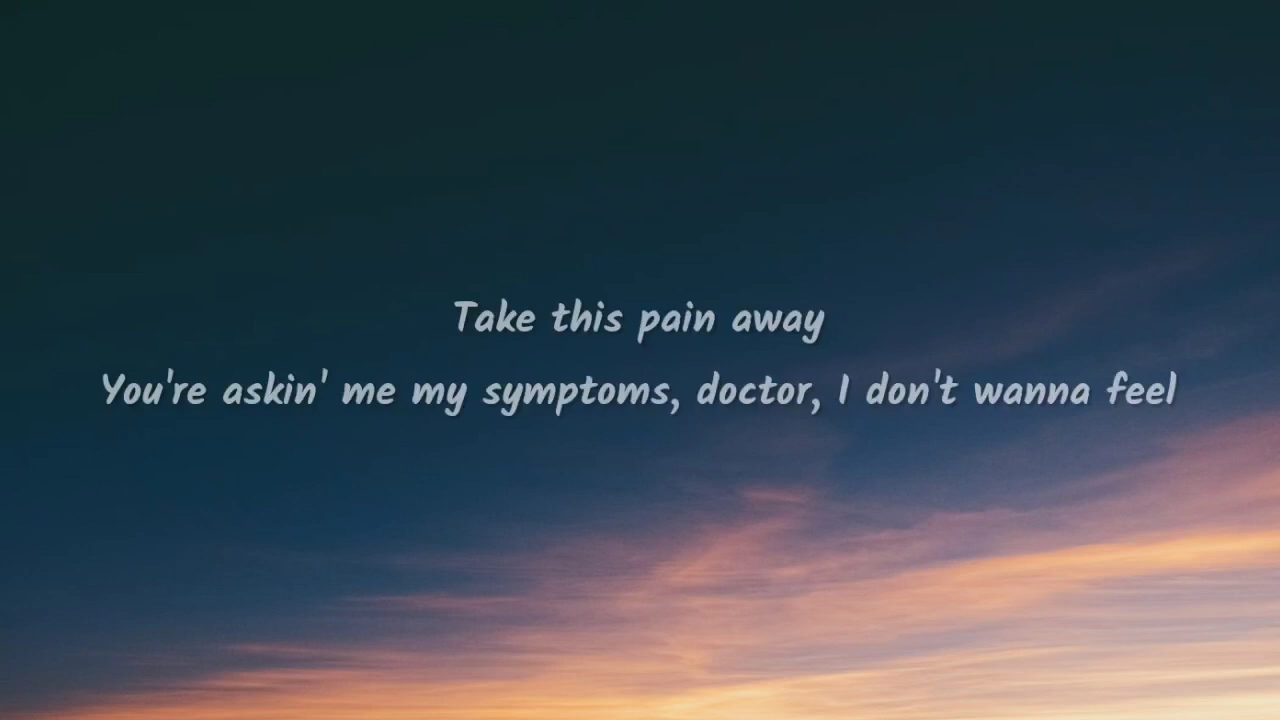 Take this pain away
You're askin' me my symptoms, doctor, I don't wanna feel